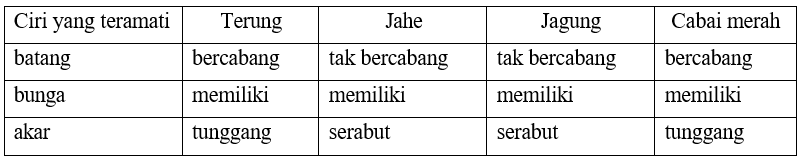 Ciri yang teramati Terung Jahe Jagung Cabai merah
batang bercabang tak bercabang tak bercabang bercabang
bunga memiliki memiliki memiliki memiliki
akar tunggang serabut serabut tunggang